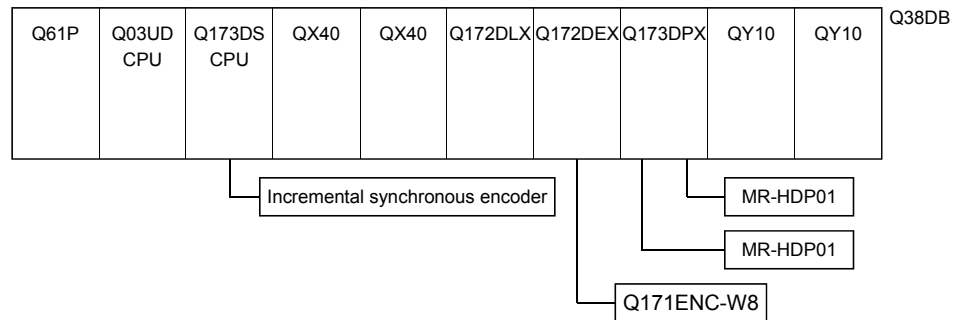 Q61P
Q03UD
CPU
Q173DS
CPU
QX40
QX40
Q172DLX
Q172DEX
Q173DPX
QY10
QY10
Q38DB
Incremental synchronous encoder
MR-HDP01
MR-HDP01
Q171ENC-W8